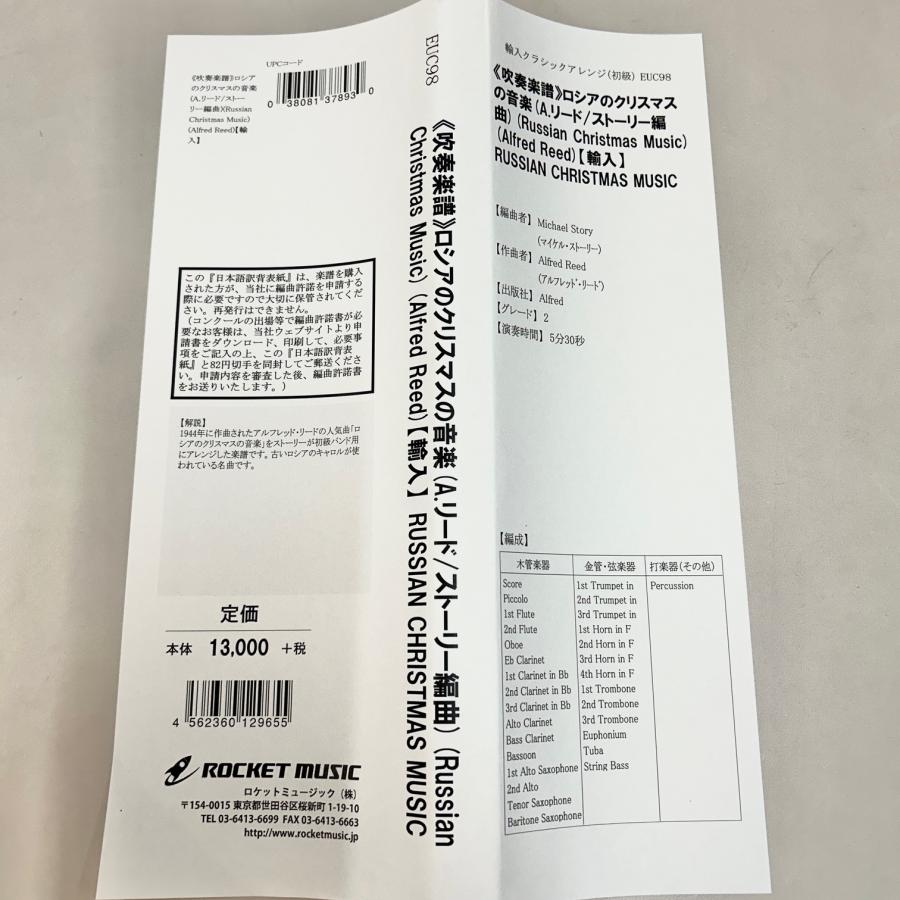 UPCコード
《吹奏楽譜》ロシア
のクリスマスの音楽
(A.リード/ストー
リー編曲)(Russian
Christmas Music)
(Alfred Reed)【輸
入】
0 38081 37893 0
この『日本語訳背表紙』は、楽譜を購入
された方が、当社に編曲許諾を申請する
際に必要ですので大切に保管されてくだ
さい。再発行はできません。
(コンクールの出場等で編曲許諾書が必
要なお客様は、当社ウェブサイトより申
請書をダウンロード、印刷して、必要事
項をご記入の上、この『日本語訳背表
紙』と82円切手を同封してご郵送くださ
い。申請内容を審査した後、編曲許諾書
をお送りいたします。)
【解説】
1944年に作曲されたアルフレッド・リードの人気曲「ロ
シアのクリスマスの音楽」をストーリーが初級バンド用
にアレンジした楽譜です。古いロシアのキャロルが使
われている名曲です。
定価
本体 13,000 +税
4 562360 129655
ROCKET MUSIC
ロケットミュージック (株)
〒154-0015 東京都世田谷区桜新町 1-19-10
TEL 03-6413-6699 FAX 03-6413-6663
http://www.rocketmusic.jp
EUC98
《吹奏楽譜》ロシアのクリスマスの音楽(A.リード/ストーリー編曲) (Russian
Christmas Music) (Alfred Reed)【輸入】 RUSSIAN CHRISTMAS MUSIC
輸入クラシックアレンジ(初級) EUC98
《吹奏楽譜》ロシアのクリスマス
の音楽(A.リード/ストーリー編
曲) (Russian Christmas Music)
(Alfred Reed)【輸入】
RUSSIAN CHRISTMAS MUSIC
【編曲者】 Michael Story
(マイケル・ストーリー)
【作曲者】 Alfred Reed
(アルフレッド・リード)
【出版社】 Alfred
【グレード】 2
【演奏時間】 5分30秒
【編成】
木管楽器 金管・弦楽器 打楽器(その他)
Score 1st Trumpet in Percussion
Piccolo 2nd Trumpet in
1st Flute 3rd Trumpet in
2nd Flute 1st Horn in F
Oboe 2nd Horn in F
Eb Clarinet 3rd Horn in F
1st Clarinet in Bb 4th Horn in F
2nd Clarinet in Bb 1st Trombone
3rd Clarinet in Bb 2nd Trombone
Alto Clarinet 3rd Trombone
Bass Clarinet Euphonium
Bassoon Tuba
1st Alto Saxophone String Bass
2nd Alto
Tenor Saxophone
Baritone Saxophone